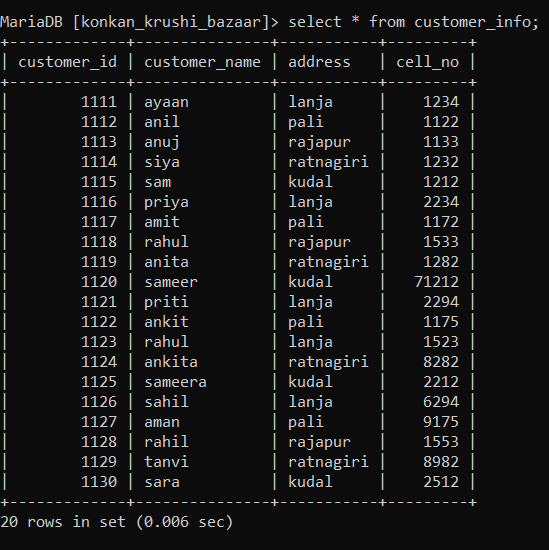 MariaDB [konkan_krushi_bazaar]> select * from customer_info;
+-------------+---------------+-----------+---------+
| customer_id | customer_name | address   | cell_no |
+-------------+---------------+-----------+---------+
|        1111 | ayaan         | lanja     |    1234 |
|        1112 | anil          | pali      |    1122 |
|        1113 | anuj          | rajapur   |    1133 |
|        1114 | siya          | ratnagiri |    1232 |
|        1115 | sam           | kudal     |    1212 |
|        1116 | priya         | lanja     |    2234 |
|        1117 | amit          | pali      |    1172 |
|        1118 | rahul         | rajapur   |    1533 |
|        1119 | anita         | ratnagiri |    1282 |
|        1120 | sameer        | kudal     |   71212 |
|        1121 | priti         | lanja     |    2294 |
|        1122 | ankit         | pali      |    1175 |
|        1123 | rahul         | lanja     |    1523 |
|        1124 | ankita        | ratnagiri |    8282 |
|        1125 | sameera       | kudal     |    2212 |
|        1126 | sahil         | lanja     |    6294 |
|        1127 | aman          | pali      |    9175 |
|        1128 | rahil         | rajapur   |    1553 |
|        1129 | tanvi         | ratnagiri |    8982 |
|        1130 | sara          | kudal     |    2512 |
+-------------+---------------+-----------+---------+
20 rows in set (0.006 sec)